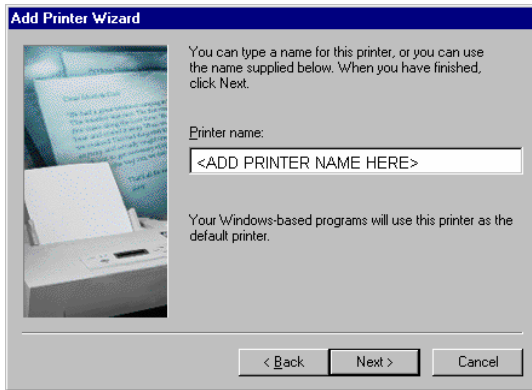 Add Printer Wizard
You can type a name for this printer, or you can use
the name supplied below. When you have finished,
click Next.
Printer name:
<ADD PRINTER NAME HERE>
Your Windows-based programs will use this printer as the
default printer.
< Back
Next >
Cancel